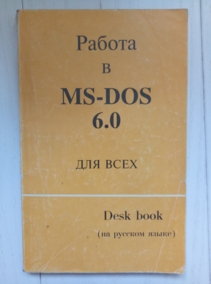 Работа
в
MS-DOS
6.0
ДЛЯ ВСЕХ
Desk book
(на русском языке)